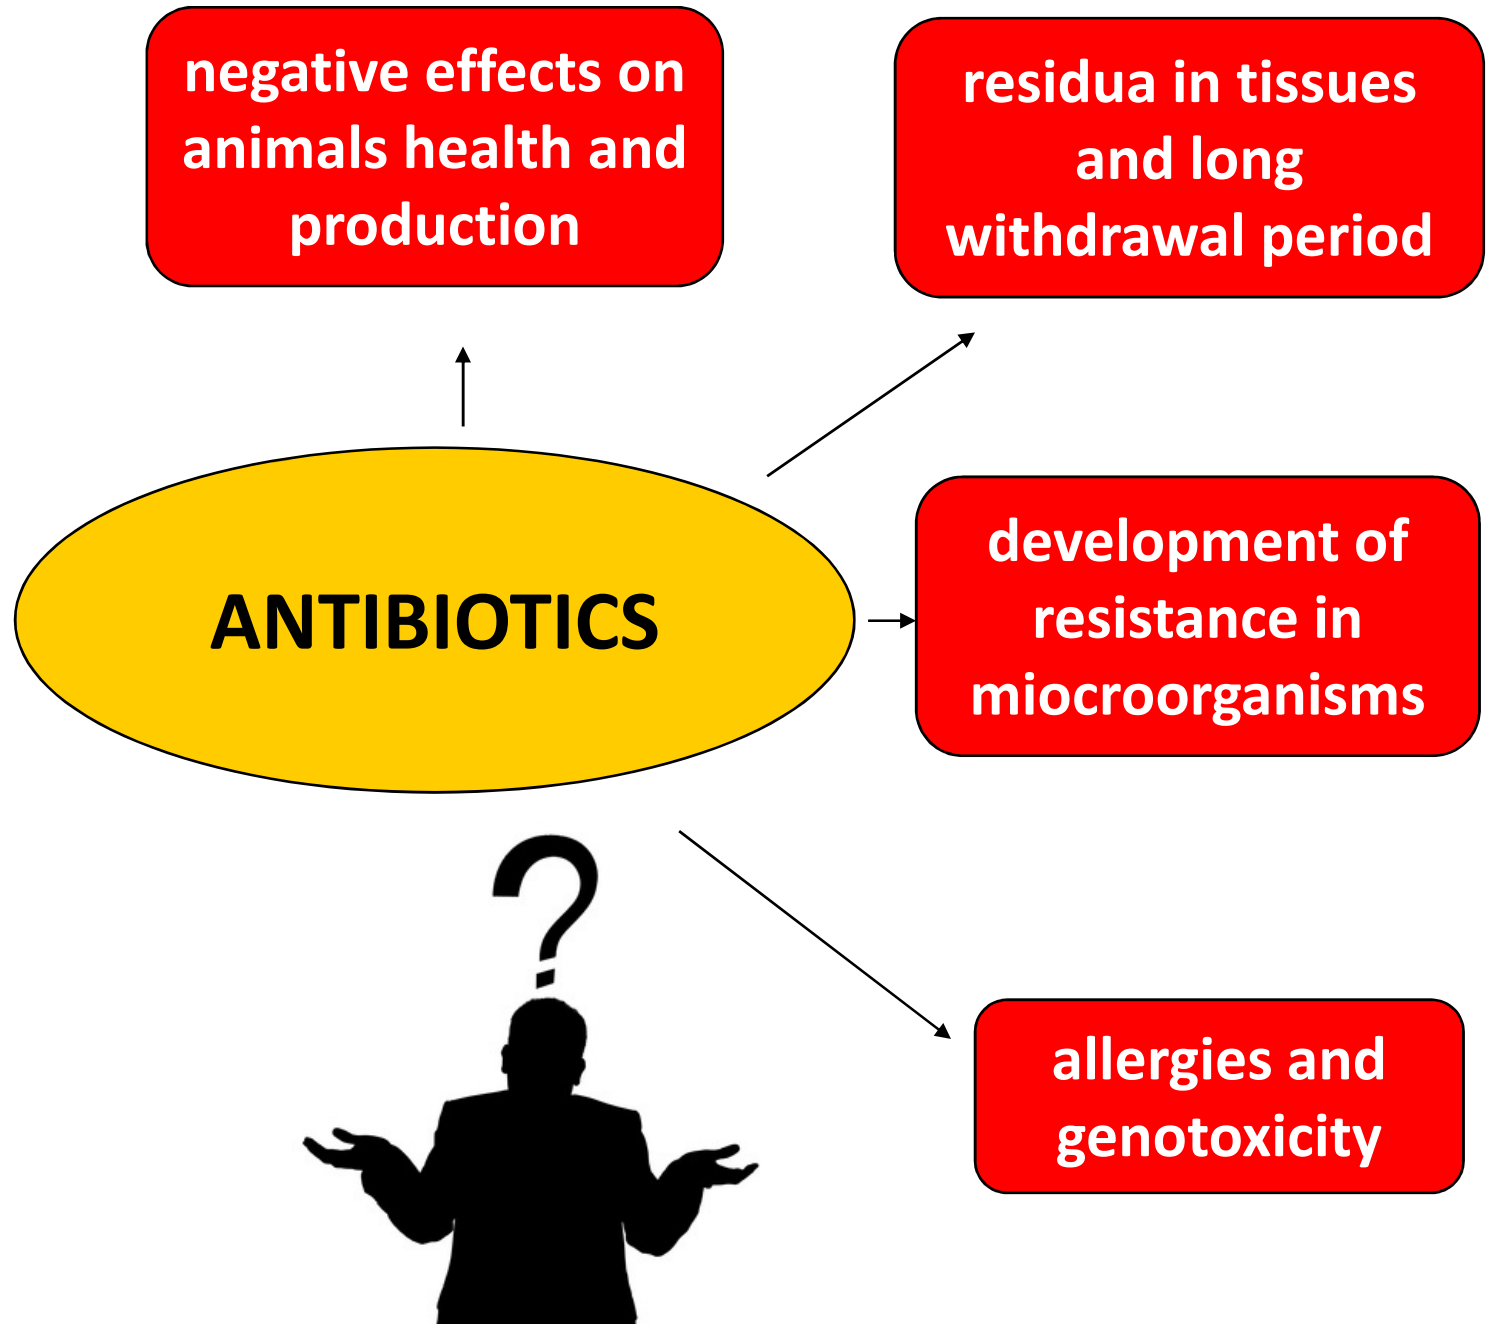 negative effects on
animals health and
production
residua in tissues
and long
withdrawal period
ANTIBIOTICS
development of
resistance in
miocroorganisms
?
allergies and
genotoxicity